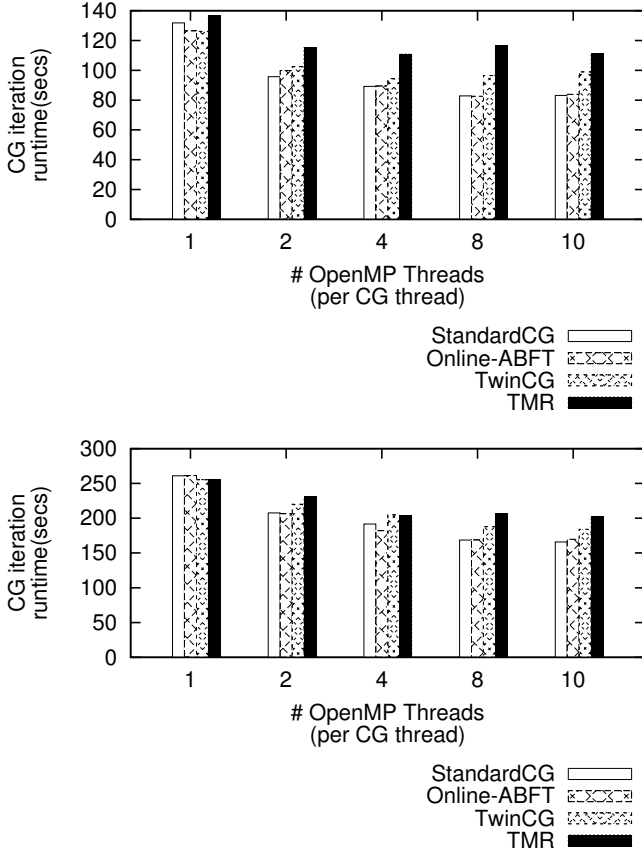 140
120
100
80
60
40
20
0
CG iteration
runtime(secs)
1 2 4 8 10
# OpenMP Threads
(per CG thread)
StandardCG
Online-ABFT
TwinCG
TMR
300
250
200
150
100
50
0
CG iteration
runtime(secs)
1 2 4 8 10
# OpenMP Threads
(per CG thread)
StandardCG
Online-ABFT
TwinCG
TMR